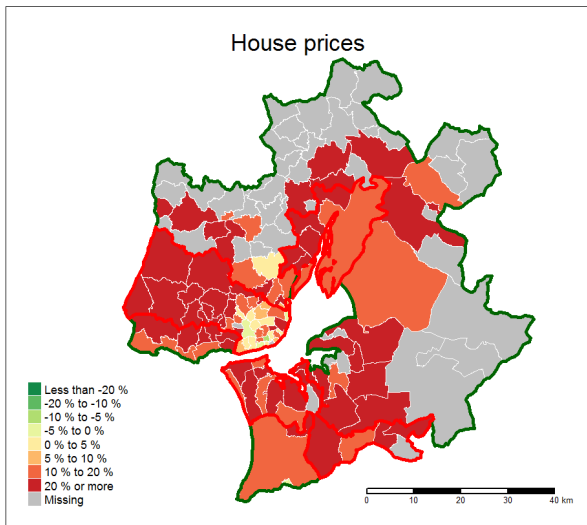 House prices
Less than -20 %
-20 % to -10 %
-10 % to -5 %
-5 % to 0 %
0 % to 5 %
5 % to 10 %
10 % to 20 %
20 % or more
Missing
0 10 20 30 40 km